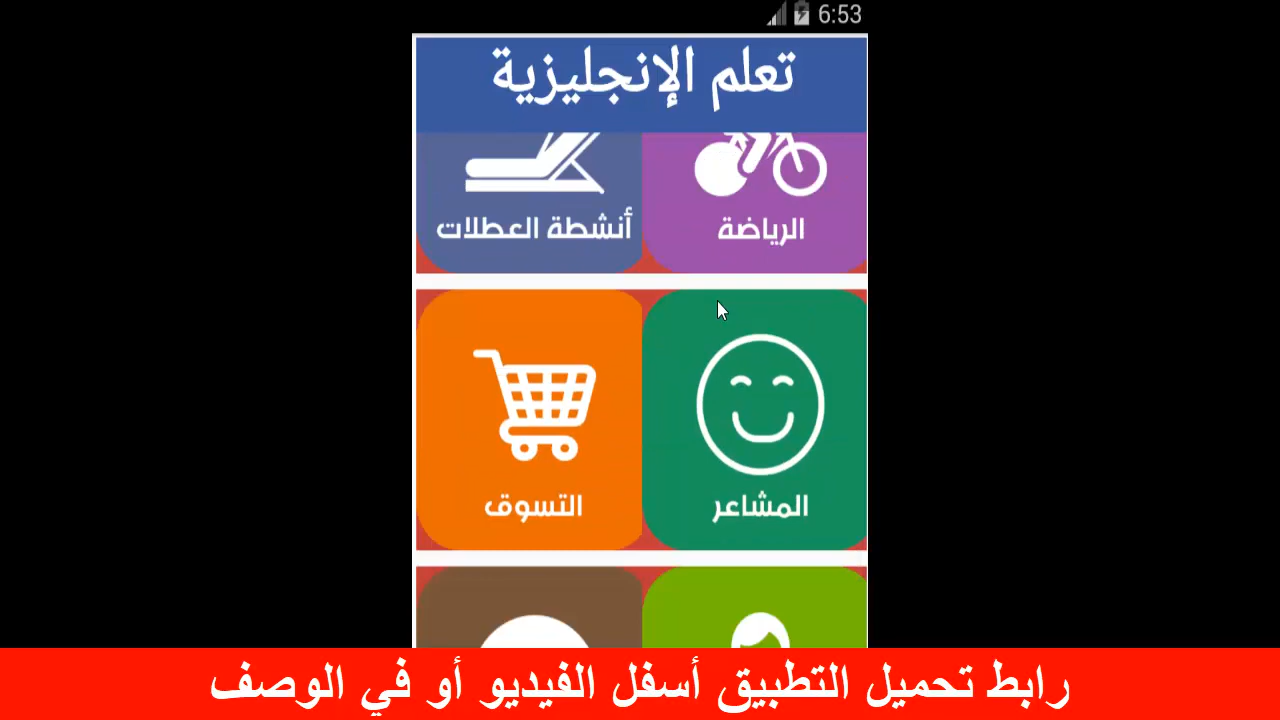 6:53
تعلم الإنجليزية
الرياضة
أنشطة العطلات
المشاعر
التسوق
رابط تحميل التطبيق أسفل الفيديو أو في الوصف